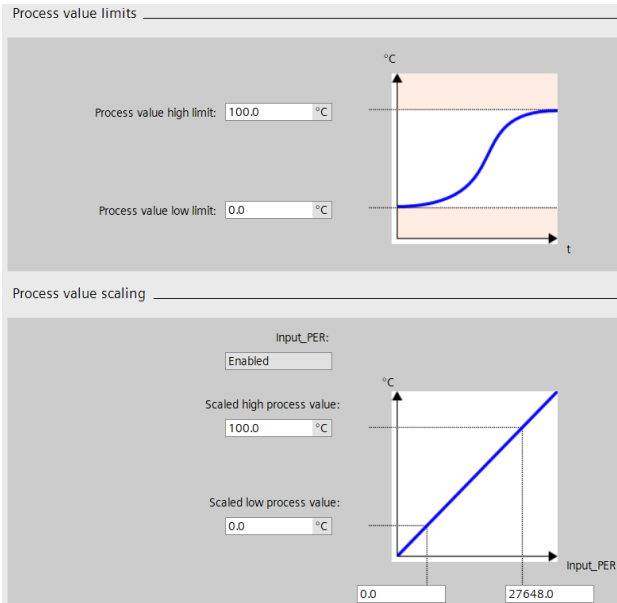 Process value limits
°C
Process value high limit: 100.0 °C
Process value low limit: 0.0 °C
t
Process value scaling
Input_PER:
Enabled
°C
Scaled high process value:
100.0 °C
Scaled low process value:
0.0 °C
Input_PER
0.0 27648.0